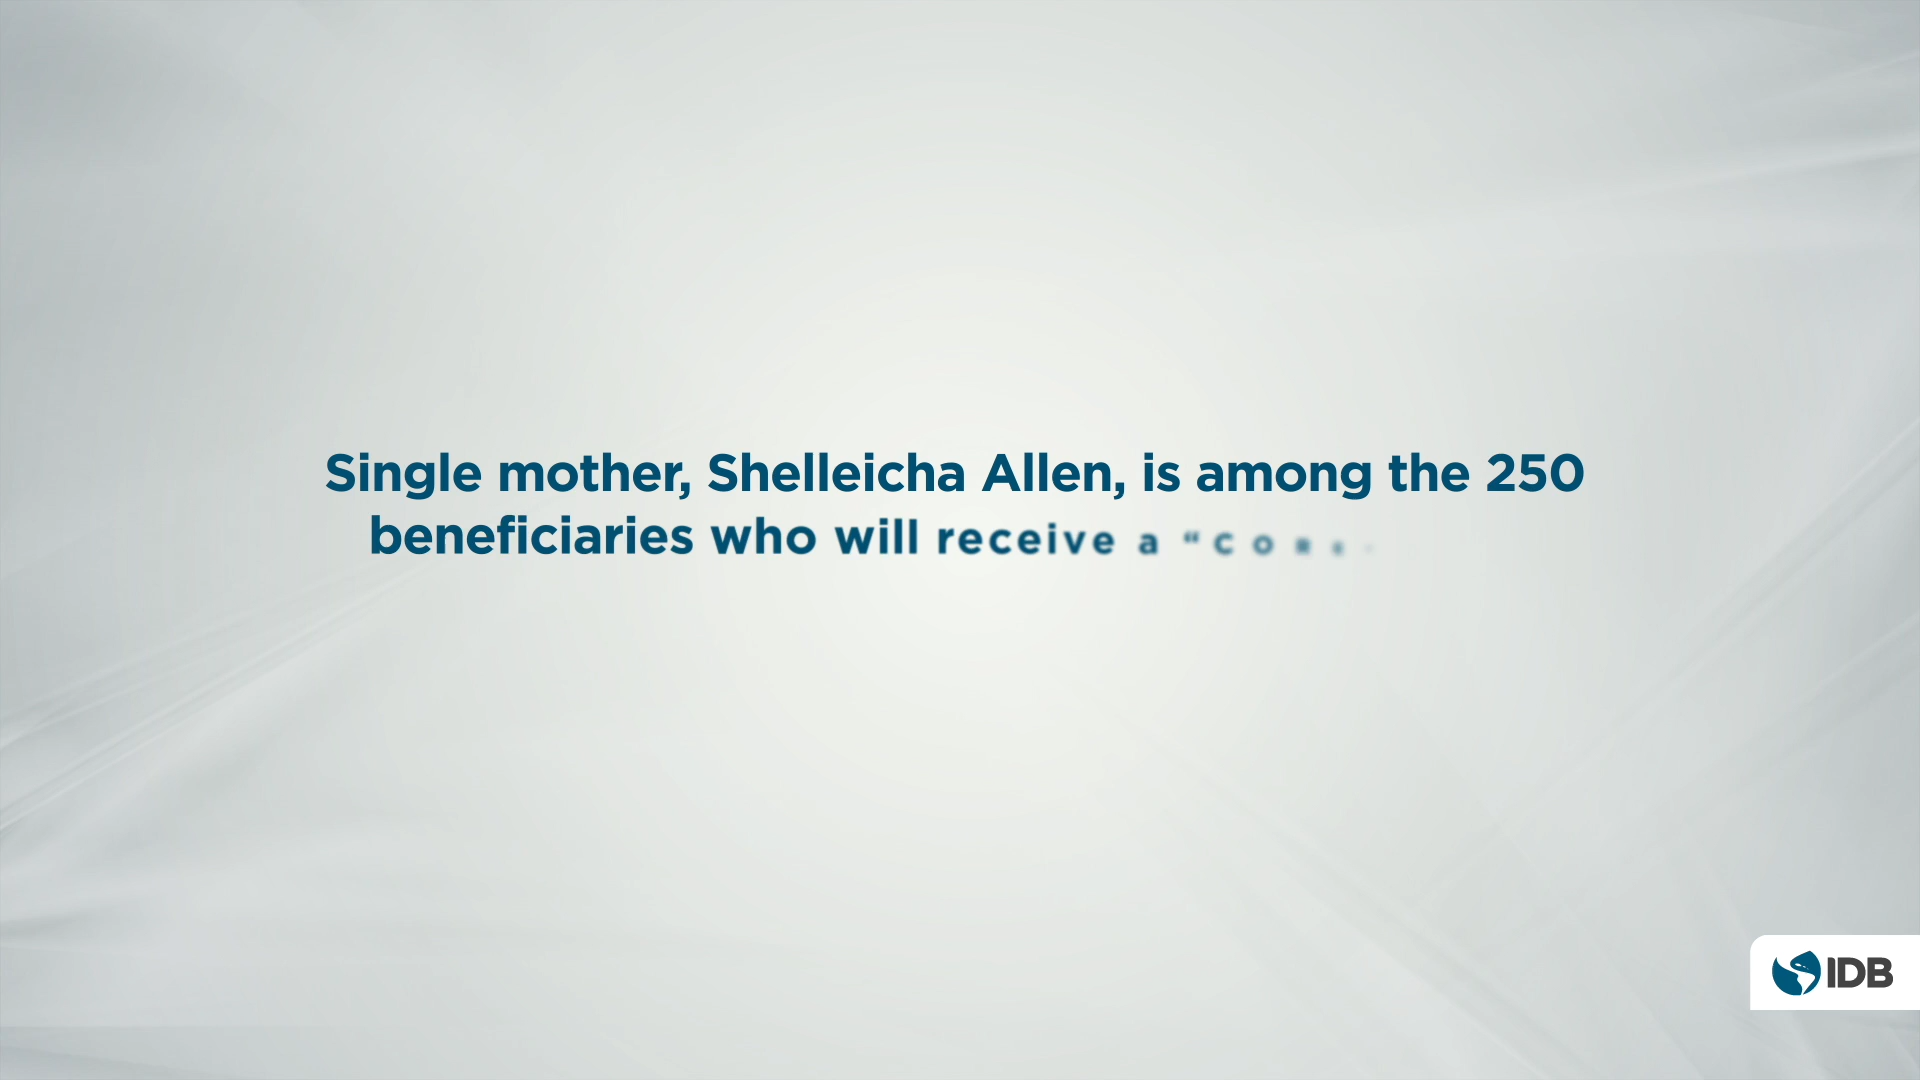 Single mother, Shelleicha Allen, is among the 250
beneficiaries who will receive a
IDB